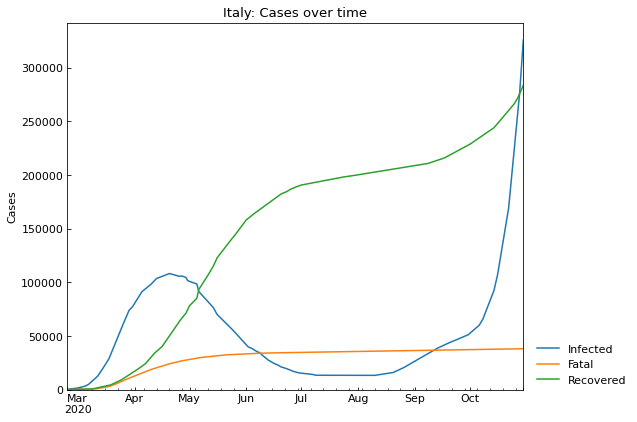 Italy: Cases over time
Cases
300000
250000
200000
150000
100000
50000
0
Mar Apr May Jun Jul Aug Sep Oct
2020
Infected
Fatal
Recovered